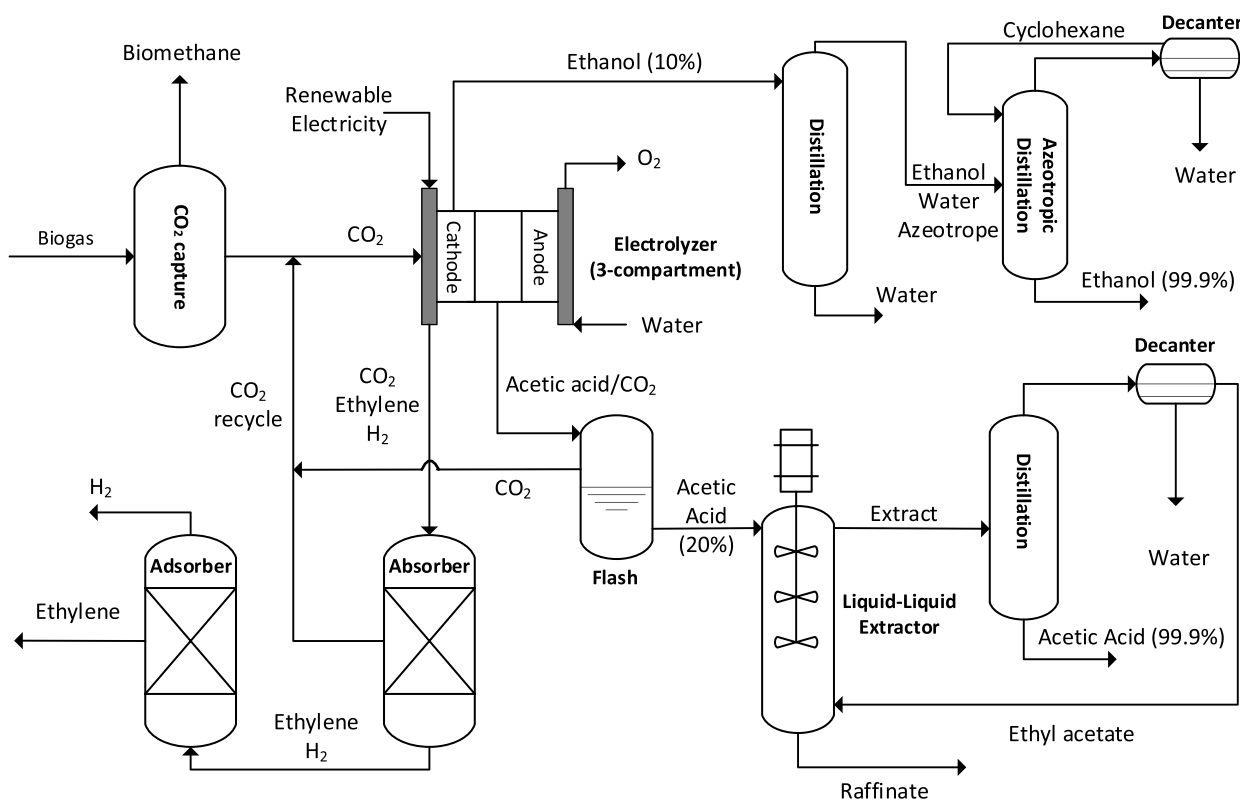 Decanter
Cyclohexane
Biomethane
Ethanol (10%)
Renewable
Electricity
Distillation
Azeotropic
Distillation
O₂
Ethanol
Water
Azeotrope
Water
CO₂ capture
Biogas
CO₂
Cathode
Anode
Electrolyzer
(3-compartment)
Ethanol (99.9%)
Water
Water
Decanter
CO₂
recycle
CO₂
Ethylene
H₂
Acetic acid/CO₂
Distillation
H₂
CO₂
Acetic
Acid
(20%)
Extract
Water
Adsorber
Absorber
Flash
Liquid-Liquid
Extractor
Ethylene
Acetic Acid (99.9%)
Ethylene
H₂
Ethyl acetate
Raffinate